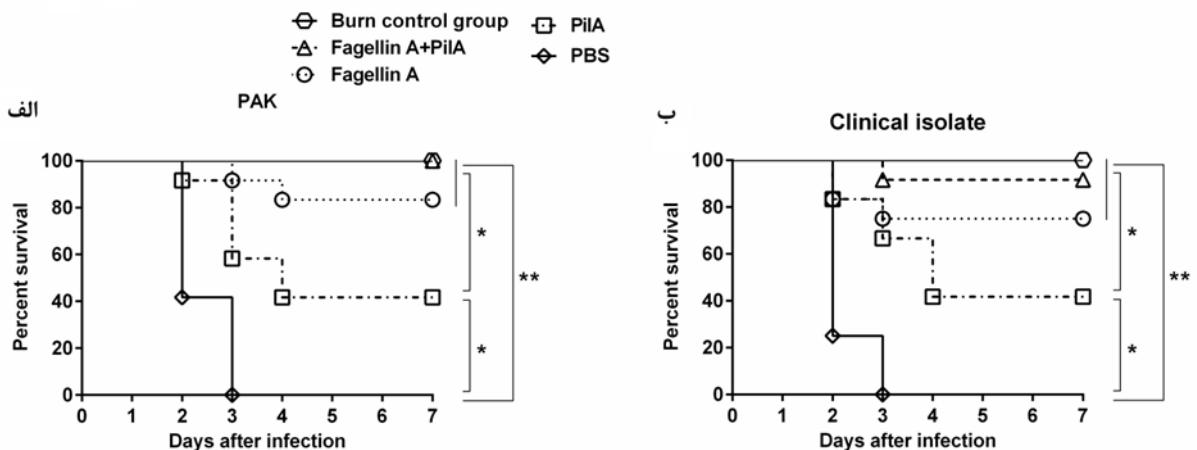 Burn control group
Fagellin A+PilA
Fagellin A
PilA
PBS
الف
PAK
Percent survival
100
80
60
40
20
0
0 1 2 3 4 5 6 7
Days after infection
*
*
**
ب
Clinical isolate
Percent survival
100
80
60
40
20
0
0 1 2 3 4 5 6 7
Days after infection
*
*
**